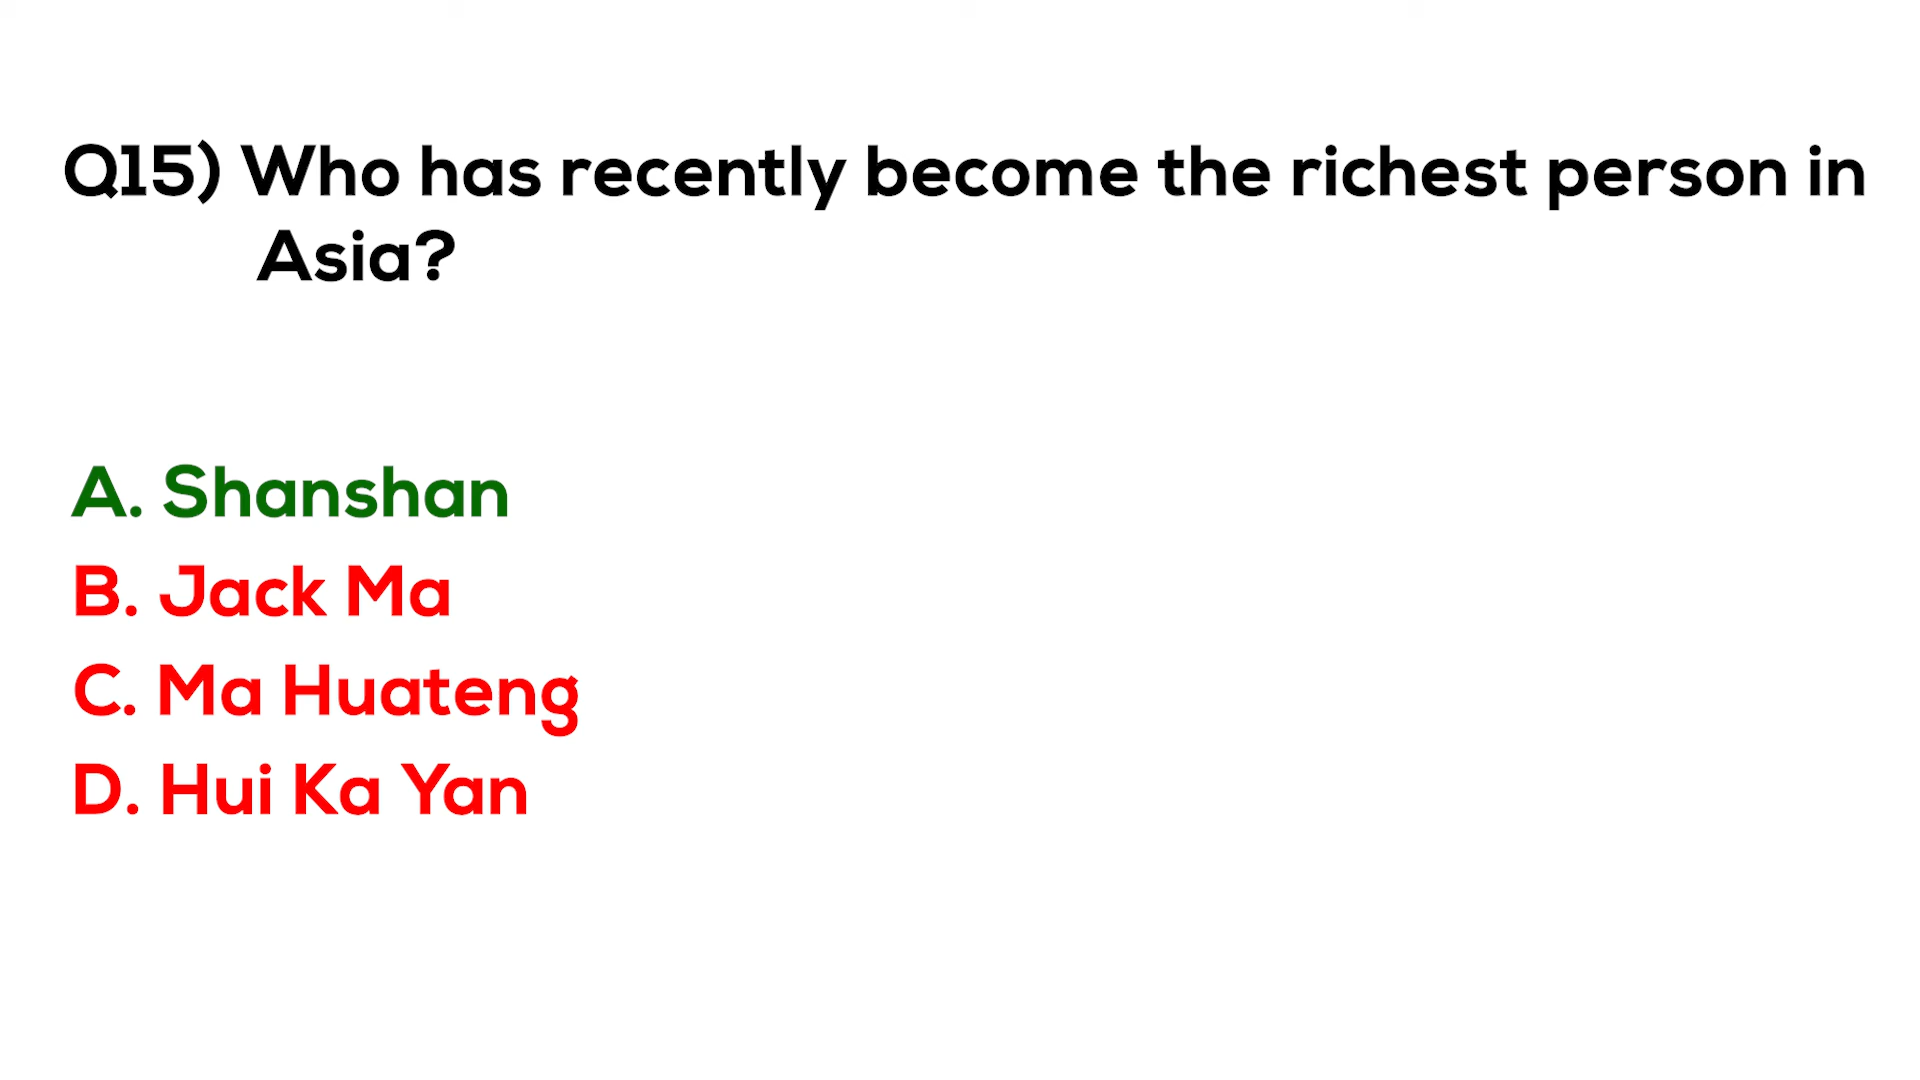 Q15) Who has recently become the richest person in
Asia?
A. Shanshan
B. Jack Ma
C. Ma Huateng
D. Hui Ka Yan